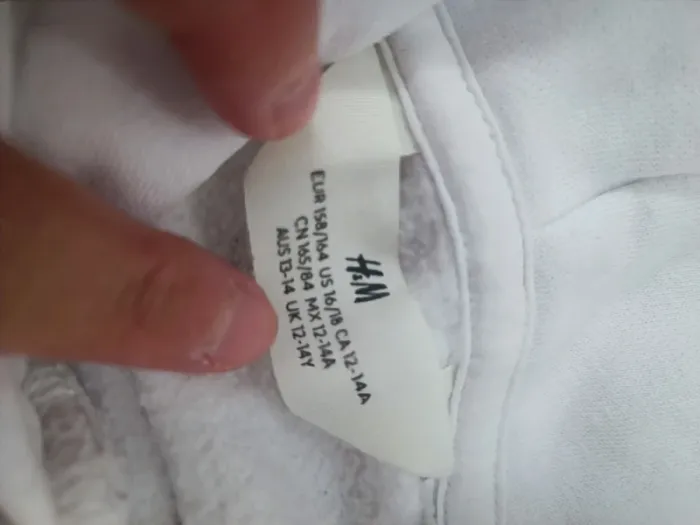 H&M
EUR 158/164 US 16/18 CA 12-14A
CN 165/84 MX 12-14A
AUS 13-14 UK 12-14Y